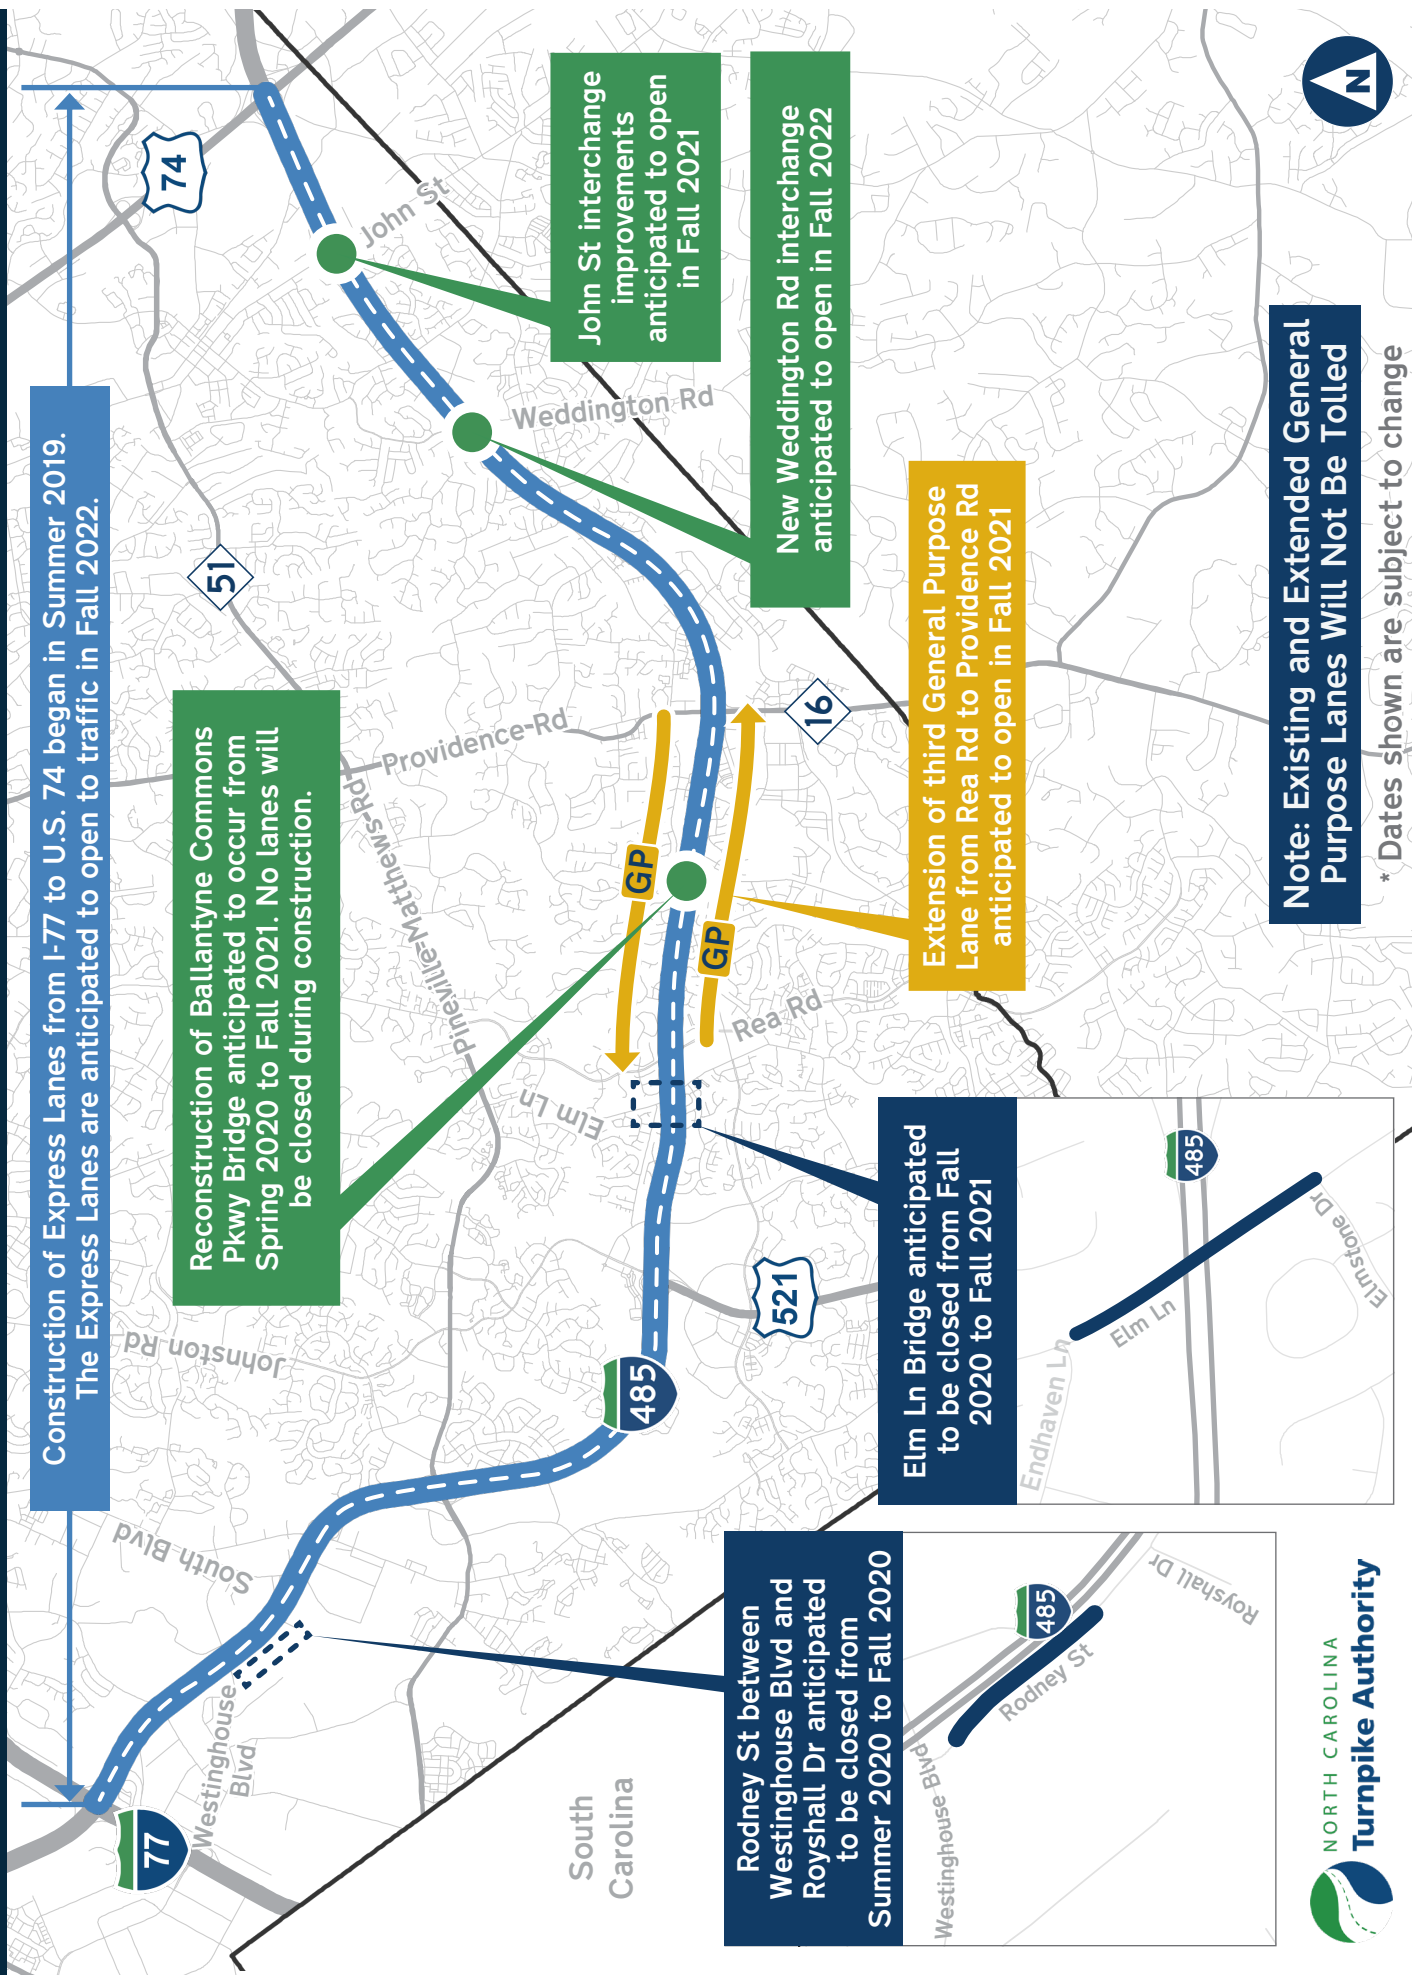 Construction of Express Lanes from I-77 to U.S. 74 began in Summer 2019.
The Express Lanes are anticipated to open to traffic in Fall 2022.
77
Westinghouse
Blvd
South Blvd
Johnston Rd
Reconstruction of Ballantyne Commons
Pkwy Bridge anticipated to occur from
Spring 2020 to Fall 2021. No lanes will
be closed during construction.
51
74
Pineville-Matthews-Rd
Providence-Rd
John St
John St interchange
improvements
anticipated to open
in Fall 2021
Weddington Rd
New Weddington Rd interchange
anticipated to open in Fall 2022
485
Elm Ln
GP
GP
Rea Rd
521
16
South
Carolina
Extension of third General Purpose
Lane from Rea Rd to Providence Rd
anticipated to open in Fall 2021
Rodney St between
Westinghouse Blvd and
Royshall Dr anticipated
to be closed from
Summer 2020 to Fall 2020
Westinghouse Blvd
Rodney St
485
Royshall Dr
Elm Ln Bridge anticipated
to be closed from Fall
2020 to Fall 2021
Endhaven Ln
Elm Ln
485
Elmstone Dr
N
Note: Existing and Extended General
Purpose Lanes Will Not Be Tolled
* Dates shown are subject to change
NORTH CAROLINA
Turnpike Authority